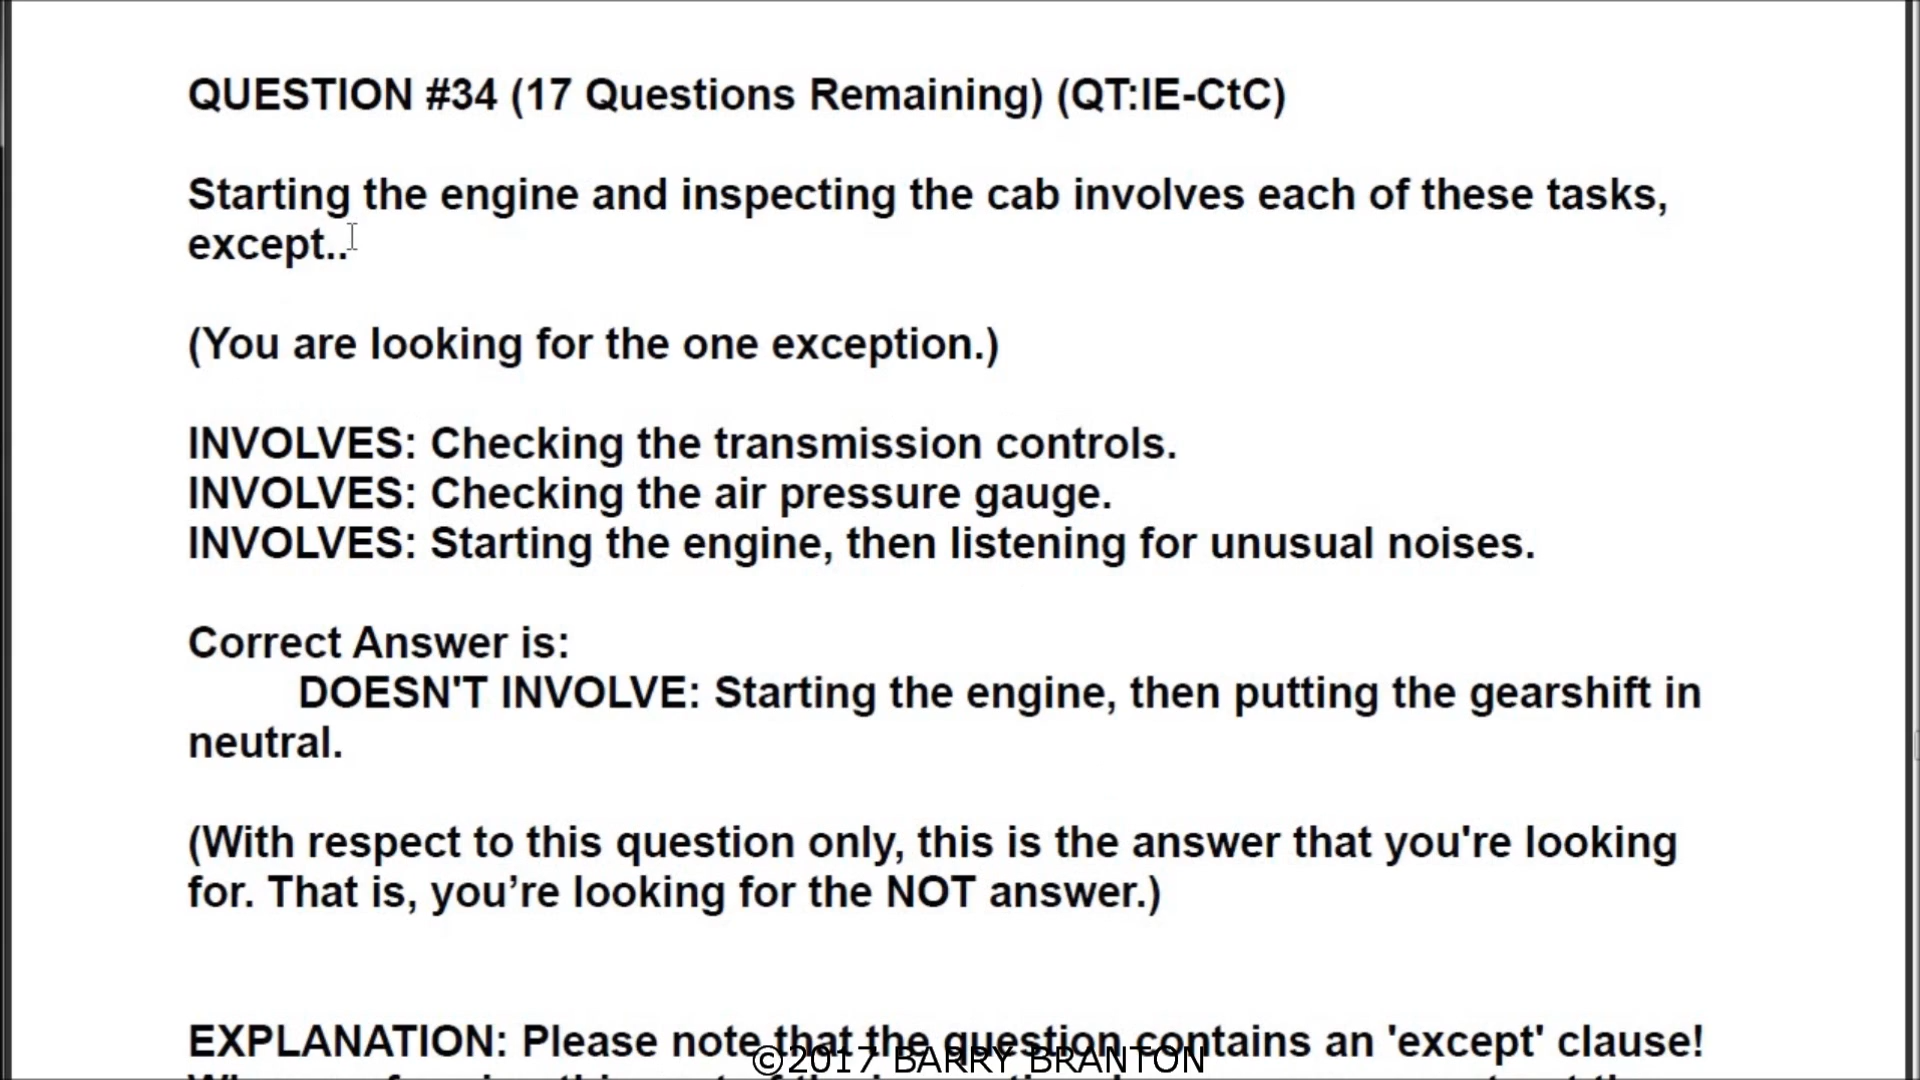 QUESTION #34 (17 Questions Remaining) (QT:IE-CtC)
Starting the engine and inspecting the cab involves each of these tasks,
except..
(You are looking for the one exception.)
INVOLVES: Checking the transmission controls.
INVOLVES: Checking the air pressure gauge.
INVOLVES: Starting the engine, then listening for unusual noises.
Correct Answer is:
DOESN'T INVOLVE: Starting the engine, then putting the gearshift in
neutral.
(With respect to this question only, this is the answer that you're looking
for. That is, you’re looking for the NOT answer.)
EXPLANATION: Please note that the question contains an 'except' clause!
©2017 BARRY BRANTON